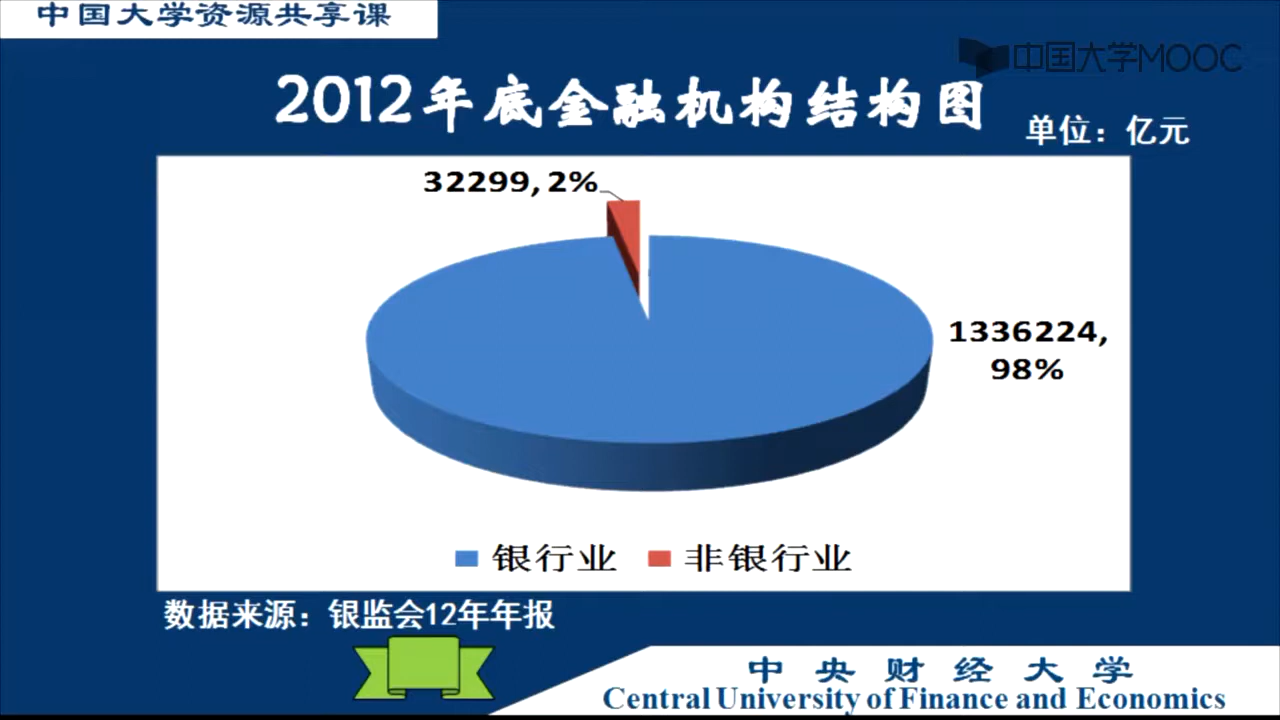 中国大学资源共享课
中国大学MOOC
2012年底金融机构结构图
单位：亿元
32299, 2%
1336224,
98%
银行业 非银行业
数据来源：银监会12年年报
中央财经大学
Central University of Finance and Economics